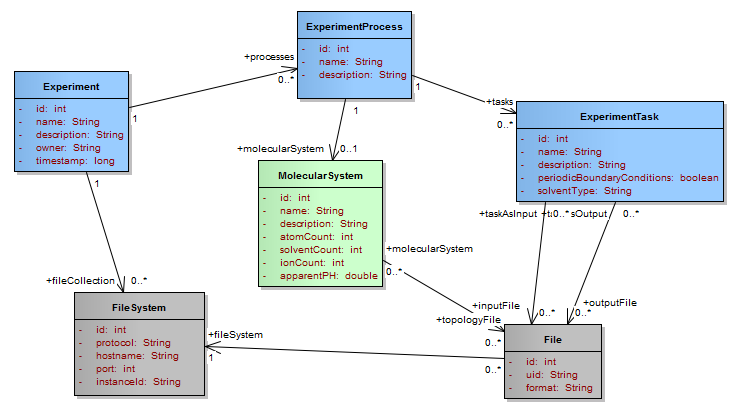 ExperimentProcess
- id: int
- name: String
- description: String
+processes
0..*
1
1
Experiment
- id: int
- name: String
- description: String
- owner: String
- timestamp: long
1
1
+tasks
0..*
ExperimentTask
- id: int
- name: String
- description: String
- periodicBoundaryConditions: boolean
- solventType: String
+molecularSystem
0..1
MolecularSystem
- id: int
- name: String
- description: String
- atomCount: int
- solventCount: int
- ionCount: int
- apparentPH: double
+taskAsInput +t 0..* sOutput 0..*
+molecularSystem
0..*
+fileCollection
0..*
FileSystem
- id: int
- protocol: String
- hostname: String
- port: int
- instanceId: String
+inputFile
0..*
+outputFile
0..*
+topologyFile
0..*
+fileSystem
1
0..*
File
- id: int
- uid: String
- format: String